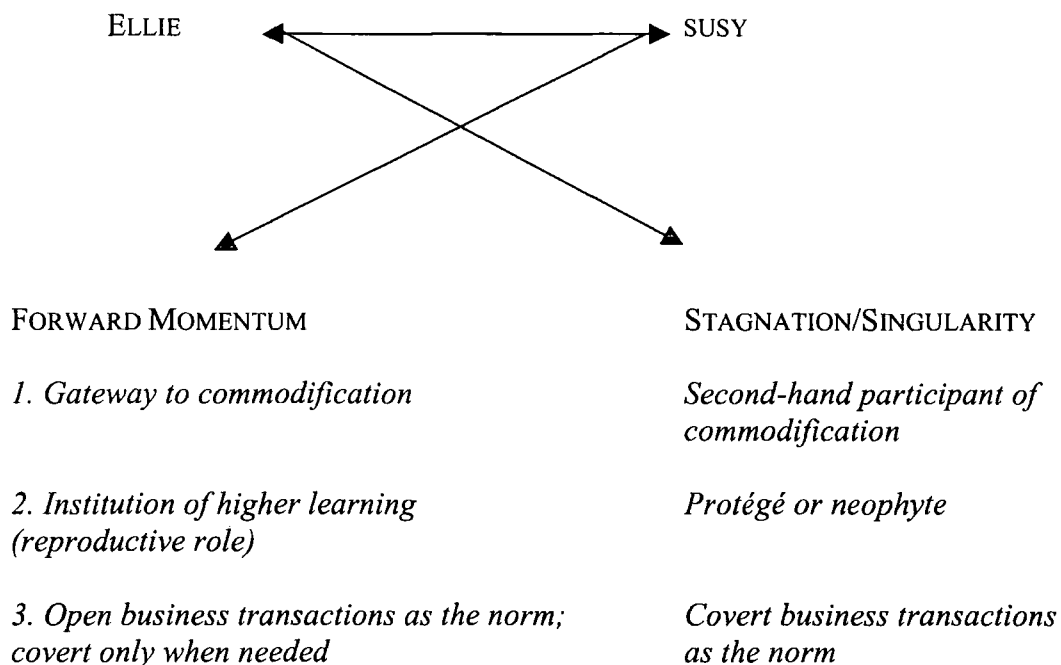 ELLIE SUSY
FORWARD MOMENTUM STAGNATION/SINGULARITY
1. Gateway to commodification Second-hand participant of
commodification
2. Institution of higher learning Protégé or neophyte
(reproductive role)
3. Open business transactions as the norm; Covert business transactions
covert only when needed as the norm